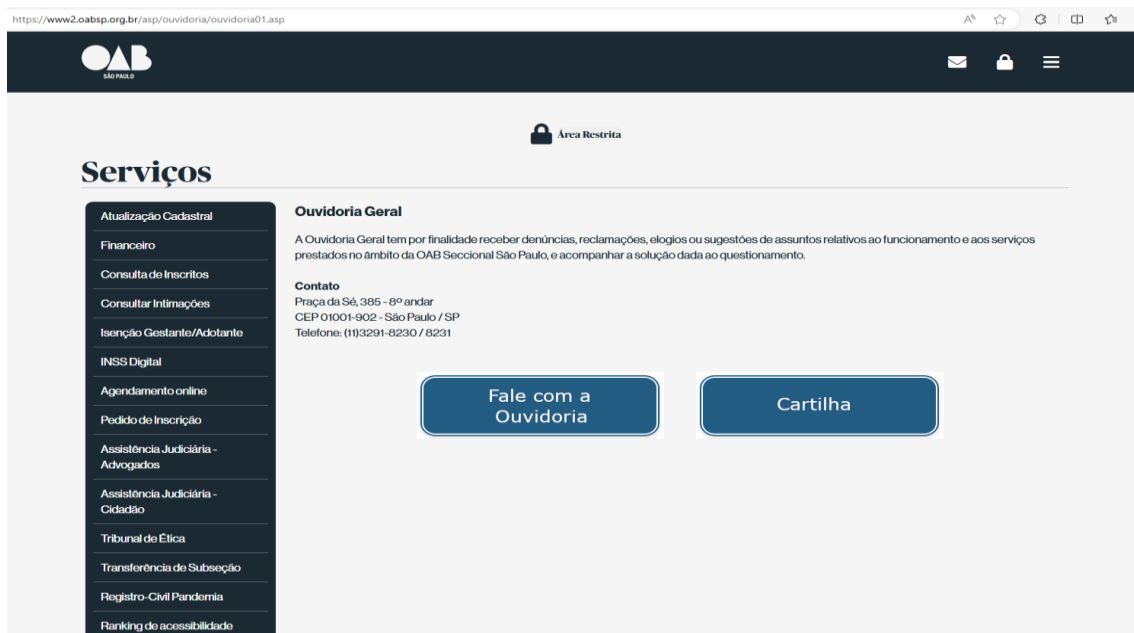 https://www2.oabsp.org.br/asp/ouvidoria/ouvidoria01.asp
OAB
SÃO PAULO
Área Restrita
Serviços
Atualização Cadastral
Financeiro
Consulta de Inscritos
Consultar Intimações
Isenção Gestante/Adotante
INSS Digital
Agendamento online
Pedido de Inscrição
Assistência Judiciária -
Advogados
Assistência Judiciária -
Cidadão
Tribunal de Ética
Transferência de Subseção
Registro-Civil Pandemia
Ranking de acessibilidade
Ouvidoria Geral
A Ouvidoria Geral tem por finalidade receber denúncias, reclamações, elogios ou sugestões de assuntos relativos ao funcionamento e aos serviços
prestados no âmbito da OAB Seccional São Paulo, e acompanhar a solução dada ao questionamento.
Contato
Praça da Sé, 385 - 8º andar
CEP 01001-902 - São Paulo / SP
Telefone: (11)3291-8230 / 8231
Fale com a
Ouvidoria
Cartilha